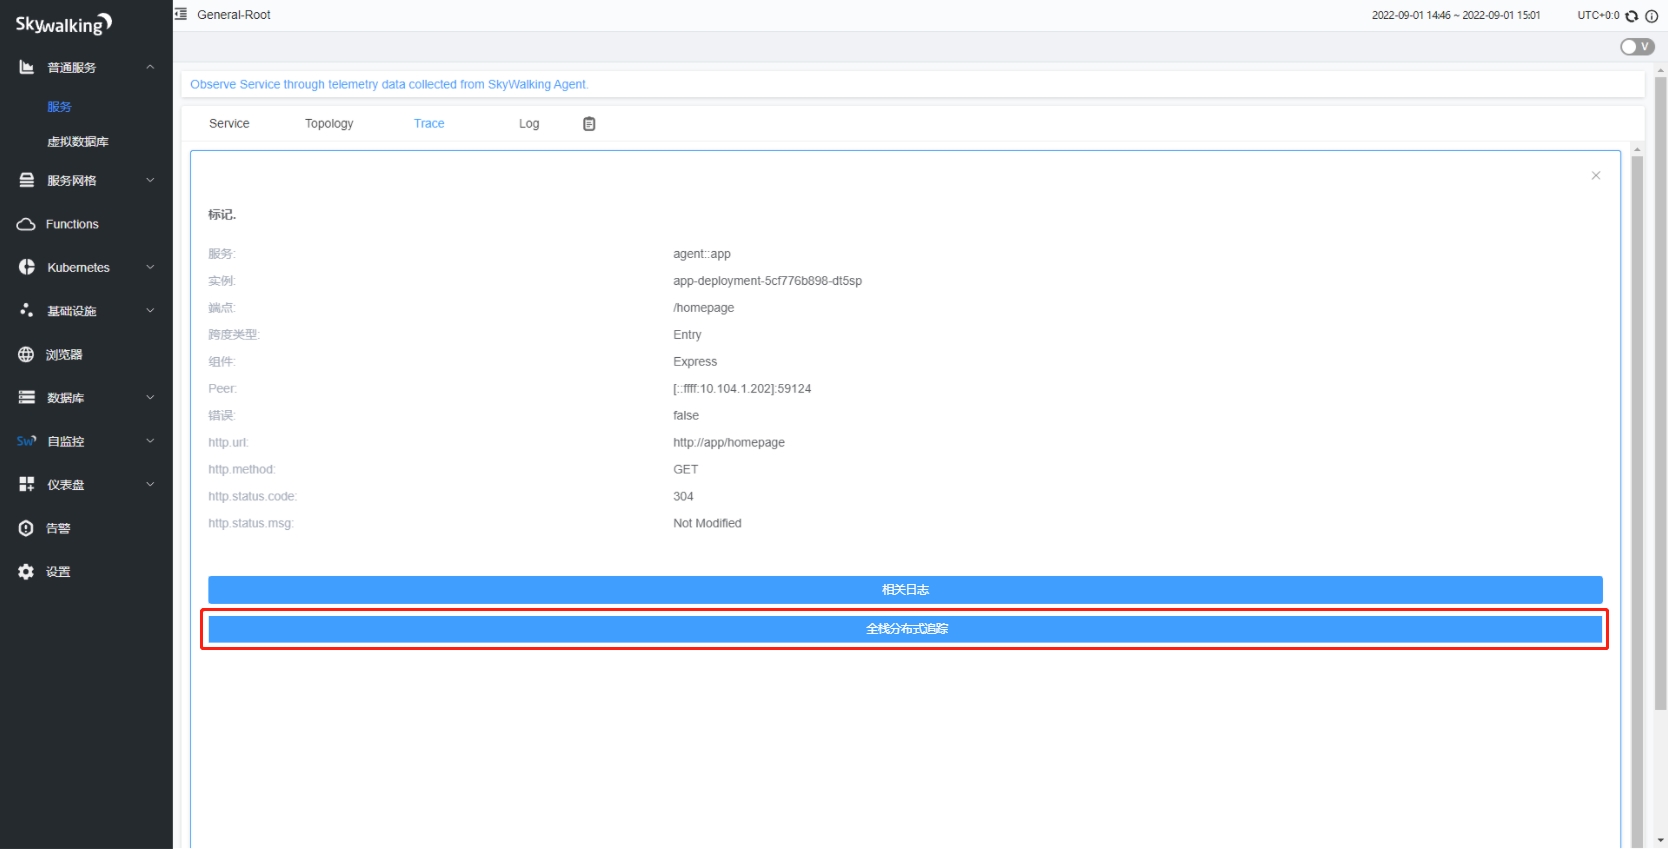 Skywalking
General-Root
2022-09-01 14:46 ~ 2022-09-01 15:01
UTC+0:0
V
普通服务
服务
虚拟数据库
服务网格
Functions
Kubernetes
基础设施
浏览器
数据库
Sw 自监控
仪表盘
告警
设置
Observe Service through telemetry data collected from SkyWalking Agent.
Service Topology Trace Log
标记.
服务: agent::app
实例: app-deployment-5cf776b898-dt5sp
端点: /homepage
跨度类型: Entry
组件: Express
Peer: [::ffff:10.104.1.202]:59124
错误: false
http.url: http://app/homepage
http.method: GET
http.status.code: 304
http.status.msg: Not Modified
相关日志
全栈分布式追踪